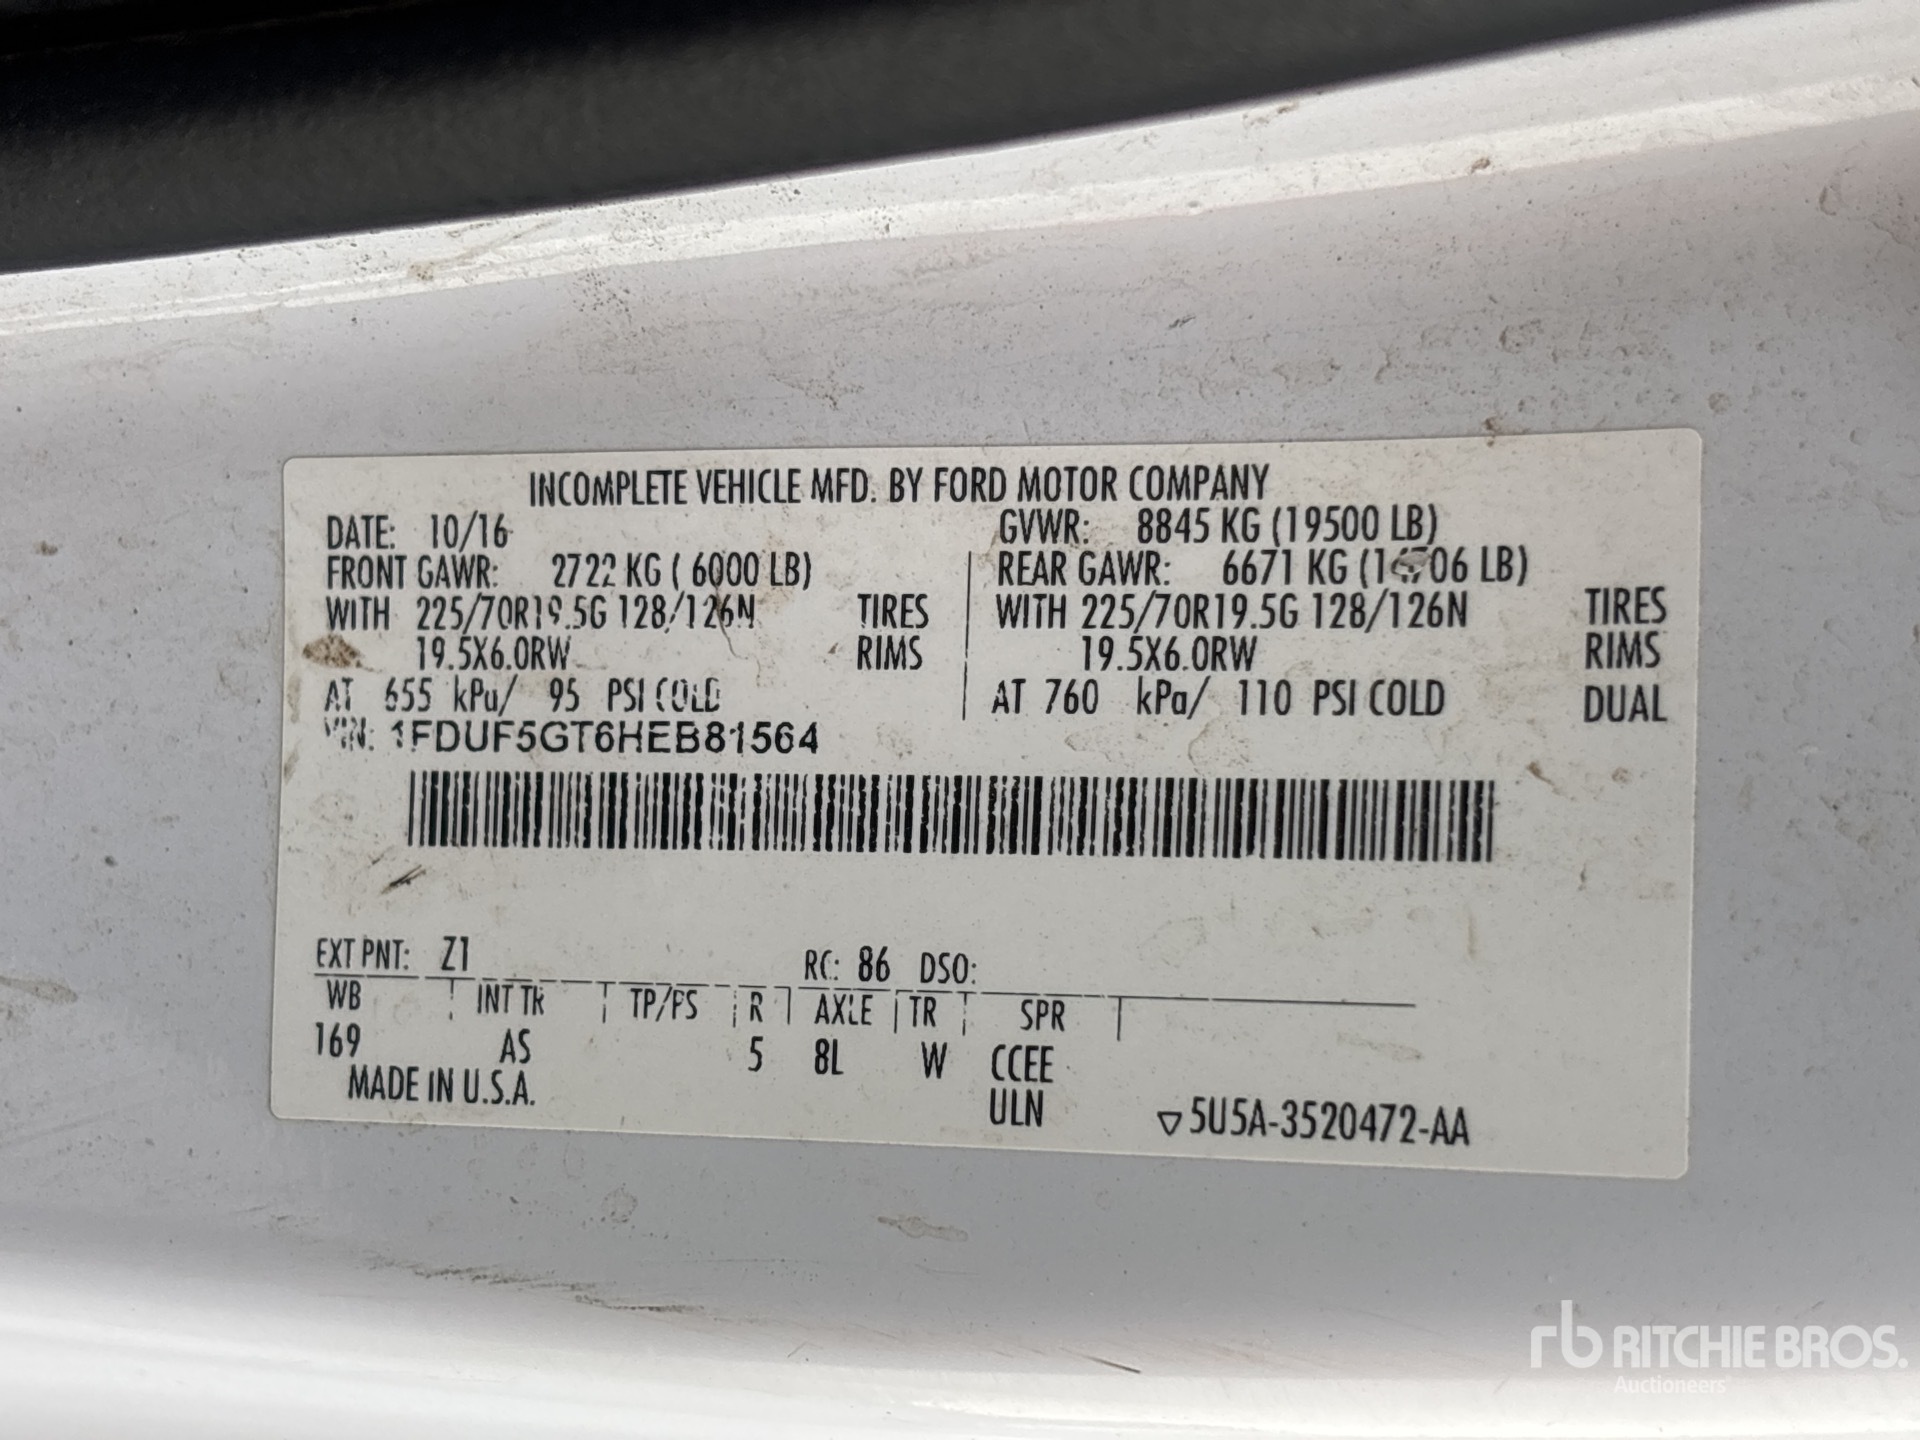 INCOMPLETE VEHICLE MFD. BY FORD MOTOR COMPANY
DATE: 10/16 GVWR: 8845 KG (19500 LB)
FRONT GAWR: 2722 KG ( 6000 LB) REAR GAWR: 6671 KG (14706 LB)
WITH 225/70R19.5G 128/126N TIRES WITH 225/70R19.5G 128/126N TIRES
19.5X6.0RW RIMS 19.5X6.0RW RIMS
AT 655 kPa/ 95 PSI COLD AT 760 kPa/ 110 PSI COLD DUAL
VIN: 1FDUF5GT6HEB81564
EXT PNT: Z1 RC: 86 DSO:
WB INT TR TP/PS R AXLE TR SPR
169 AS 5 8L W CCEE
MADE IN U.S.A. ULN
▽5U5A-3520472-AA
rb RITCHIE BROS.
Auctioneers